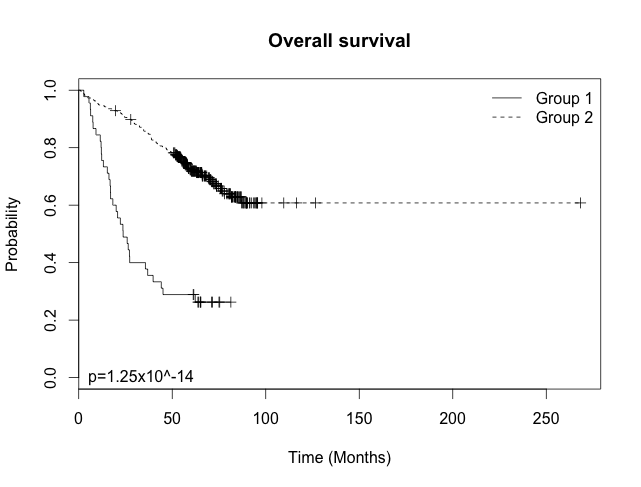 Overall survival
Group 1
Group 2
Probability
1.0
0.8
0.6
0.4
0.2
0.0
p=1.25x10^-14
0 50 100 150 200 250
Time (Months)